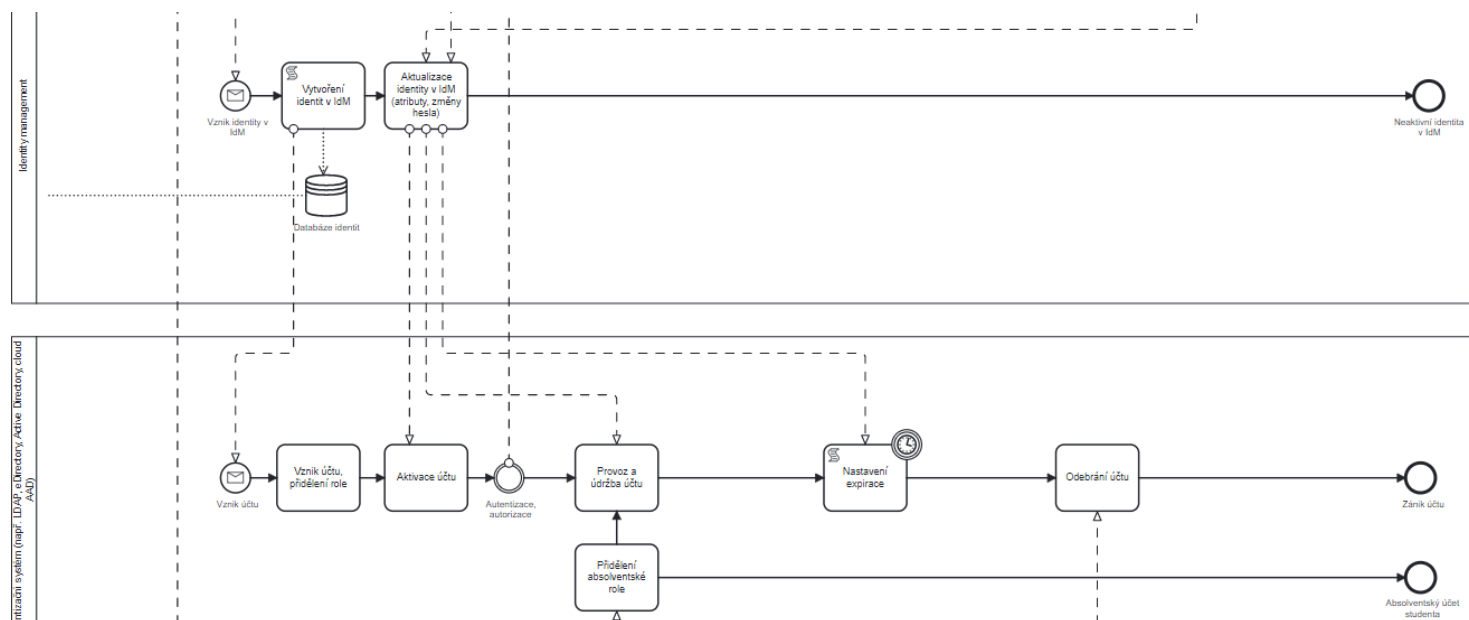 Identity management
Vznik identity v
IdM
Vytvoření
identit v IdM
Aktualizace
identity v IdM
(atributy, změny
hesla)
Neaktivní identita
v IdM
Databáze identit
ntizační systém (např. LDAP, eDirectory, Active Directory, cloud
AAD)
Vznik účtu
Vznik účtu,
přidělení role
Aktivace účtu
Autentizace,
autorizace
Provoz a
údržba účtu
Nastavení
expirace
Odebrání účtu
Zánik účtu
Přidělení
absolventské
role
Absolventský účet
studenta